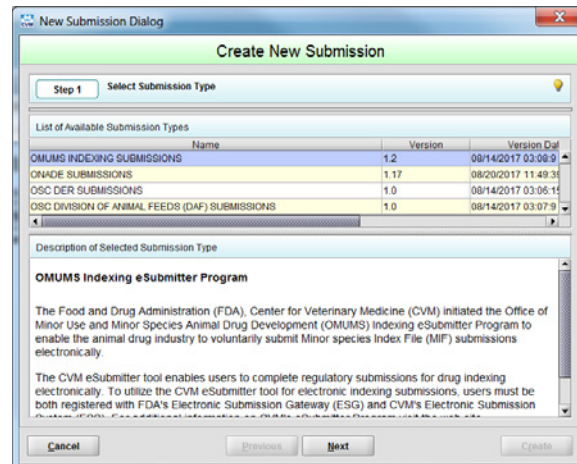 New Submission Dialog
Create New Submission
Step 1 Select Submission Type
List of Available Submission Types
Name Version Version Dat
OMUMS INDEXING SUBMISSIONS 1.2 08/14/2017 03:08:9
ONADE SUBMISSIONS 1.17 08/20/2017 11:49:39
OSC DER SUBMISSIONS 1.0 08/14/2017 03:06:15
OSC DIVISION OF ANIMAL FEEDS (DAF) SUBMISSIONS 1.0 08/14/2017 03:07:9
Description of Selected Submission Type
OMUMS Indexing eSubmitter Program
The Food and Drug Administration (FDA), Center for Veterinary Medicine (CVM) initiated the Office of
Minor Use and Minor Species Animal Drug Development (OMUMS) Indexing eSubmitter Program to
enable the animal drug industry to voluntarily submit Minor species Index File (MIF) submissions
electronically.
The CVM eSubmitter tool enables users to complete regulatory submissions for drug indexing
electronically. To utilize the CVM eSubmitter tool for electronic indexing submissions, users must be
both registered with FDA's Electronic Submission Gateway (ESG) and CVM's Electronic Submission
Cancel Previous Next Create